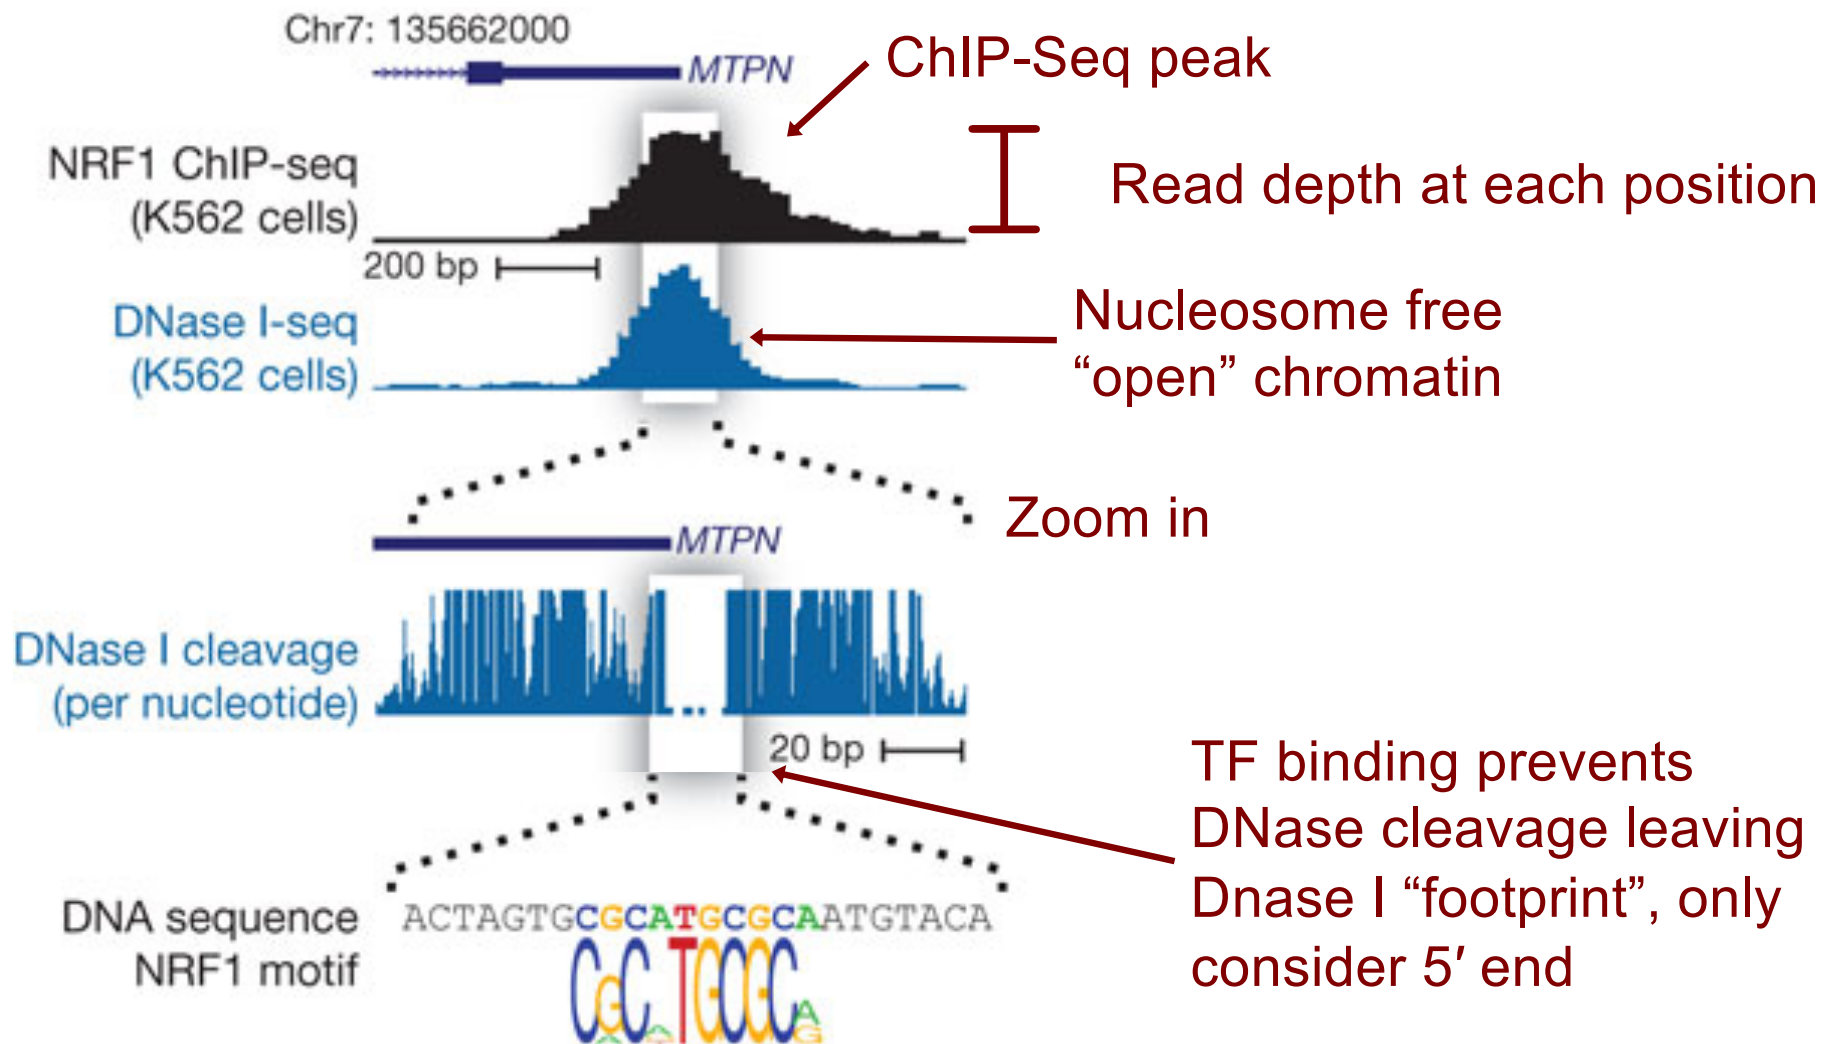 Chr7: 135662000
MTPN
ChIP-Seq peak
NRF1 ChIP-seq
(K562 cells)
Read depth at each position
200 bp
DNase I-seq
(K562 cells)
Nucleosome free
“open” chromatin
Zoom in
MTPN
DNase I cleavage
(per nucleotide)
20 bp
TF binding prevents
DNase cleavage leaving
Dnase I “footprint”, only
consider 5′ end
DNA sequence
ACTAGTGCGCATGCGCAATGTACA
NRF1 motif
CGC TGCGCA
G